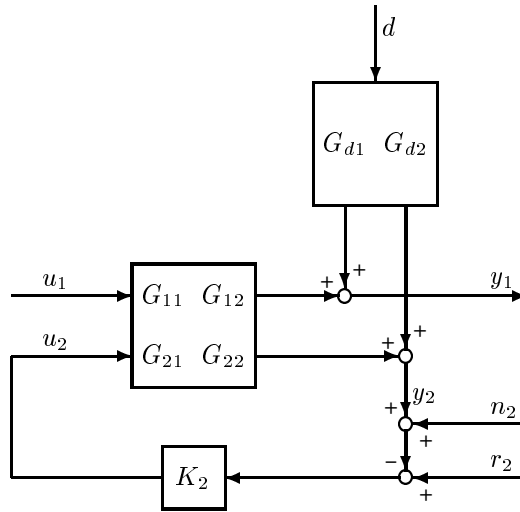 d
G_{d1} G_{d2}
+ +
u_1 G_{11} G_{12} y_1
+ +
u_2 G_{21} G_{22}
y_2
+ n_2
+
− r_2
K_2
+